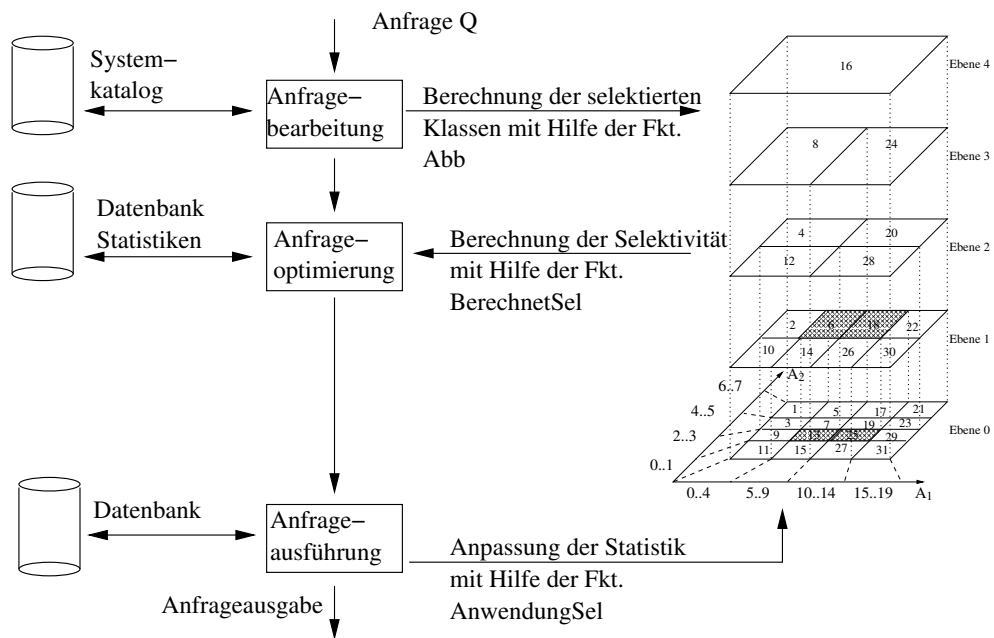 Anfrage Q
System−
katalog
Anfrage−
bearbeitung
Berechnung der selektierten
Klassen mit Hilfe der Fkt.
Abb
Datenbank
Statistiken
Anfrage−
optimierung
Berechnung der Selektivität
mit Hilfe der Fkt.
BerechnetSel
Datenbank
Anfrage−
ausführung
Anpassung der Statistik
mit Hilfe der Fkt.
AnwendungSel
Anfrageausgabe
16
Ebene 4
8 24
Ebene 3
4 20
12 28
Ebene 2
2 6 18 22
10 14 26 30
Ebene 1
A2
6..7
4..5
2..3
0..1
1 5 17 21
3 7 19 23
9 13 25 29
11 15 27 31
Ebene 0
0..4 5..9 10..14 15..19 A1